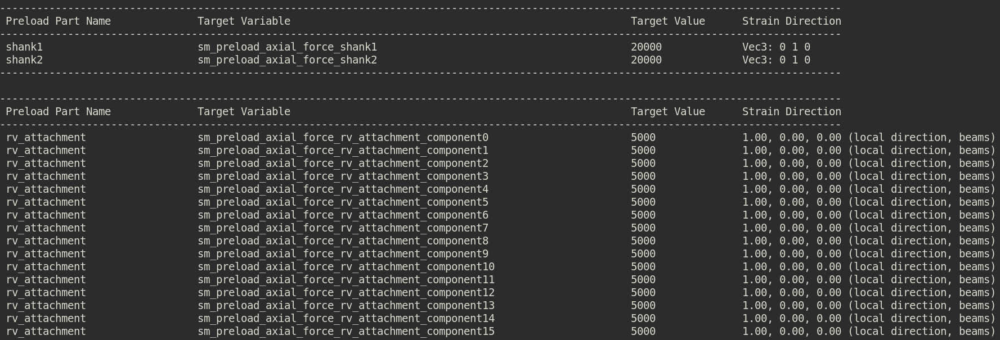 --------------------------------------------------------------------------------------------------------------------------------------
Preload Part Name              Target Variable                                                       Target Value      Strain Direction
--------------------------------------------------------------------------------------------------------------------------------------
shank1                         sm_preload_axial_force_shank1                                         20000             Vec3: 0 1 0
shank2                         sm_preload_axial_force_shank2                                         20000             Vec3: 0 1 0
--------------------------------------------------------------------------------------------------------------------------------------
--------------------------------------------------------------------------------------------------------------------------------------
Preload Part Name              Target Variable                                                       Target Value      Strain Direction
--------------------------------------------------------------------------------------------------------------------------------------
rv_attachment                  sm_preload_axial_force_rv_attachment_component0                       5000              1.00, 0.00, 0.00 (local direction, beams)
rv_attachment                  sm_preload_axial_force_rv_attachment_component1                       5000              1.00, 0.00, 0.00 (local direction, beams)
rv_attachment                  sm_preload_axial_force_rv_attachment_component2                       5000              1.00, 0.00, 0.00 (local direction, beams)
rv_attachment                  sm_preload_axial_force_rv_attachment_component3                       5000              1.00, 0.00, 0.00 (local direction, beams)
rv_attachment                  sm_preload_axial_force_rv_attachment_component4                       5000              1.00, 0.00, 0.00 (local direction, beams)
rv_attachment                  sm_preload_axial_force_rv_attachment_component5                       5000              1.00, 0.00, 0.00 (local direction, beams)
rv_attachment                  sm_preload_axial_force_rv_attachment_component6                       5000              1.00, 0.00, 0.00 (local direction, beams)
rv_attachment                  sm_preload_axial_force_rv_attachment_component7                       5000              1.00, 0.00, 0.00 (local direction, beams)
rv_attachment                  sm_preload_axial_force_rv_attachment_component8                       5000              1.00, 0.00, 0.00 (local direction, beams)
rv_attachment                  sm_preload_axial_force_rv_attachment_component9                       5000              1.00, 0.00, 0.00 (local direction, beams)
rv_attachment                  sm_preload_axial_force_rv_attachment_component10                      5000              1.00, 0.00, 0.00 (local direction, beams)
rv_attachment                  sm_preload_axial_force_rv_attachment_component11                      5000              1.00, 0.00, 0.00 (local direction, beams)
rv_attachment                  sm_preload_axial_force_rv_attachment_component12                      5000              1.00, 0.00, 0.00 (local direction, beams)
rv_attachment                  sm_preload_axial_force_rv_attachment_component13                      5000              1.00, 0.00, 0.00 (local direction, beams)
rv_attachment                  sm_preload_axial_force_rv_attachment_component14                      5000              1.00, 0.00, 0.00 (local direction, beams)
rv_attachment                  sm_preload_axial_force_rv_attachment_component15                      5000              1.00, 0.00, 0.00 (local direction, beams)